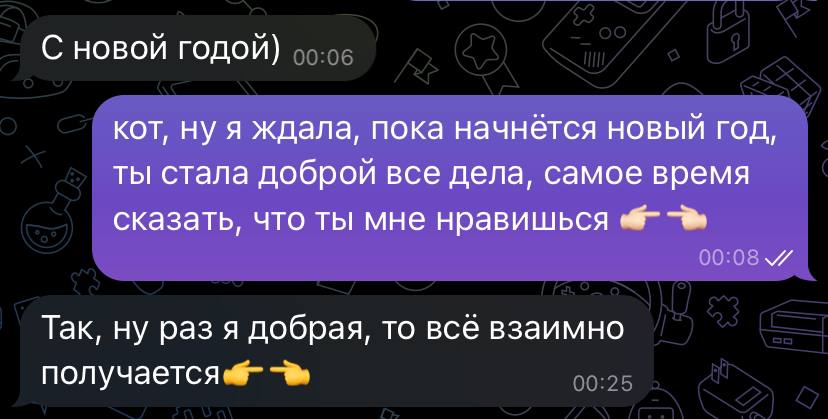 С новой годой) 00:06
кот, ну я ждала, пока начнётся новый год,
ты стала доброй все дела, самое время
сказать, что ты мне нравишься 👉🏻👈🏻
00:08
Так, ну раз я добрая, то всё взаимно
получается👉👈 00:25